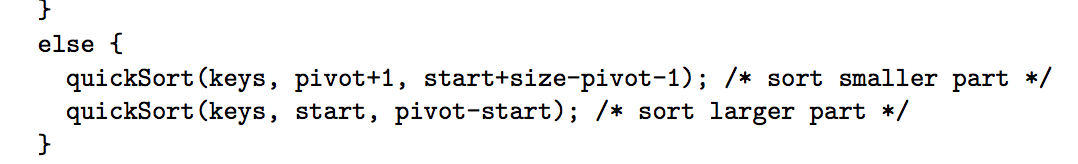 }
else {
quickSort(keys, pivot+1, start+size-pivot-1); /* sort smaller part */
quickSort(keys, start, pivot-start); /* sort larger part */
}